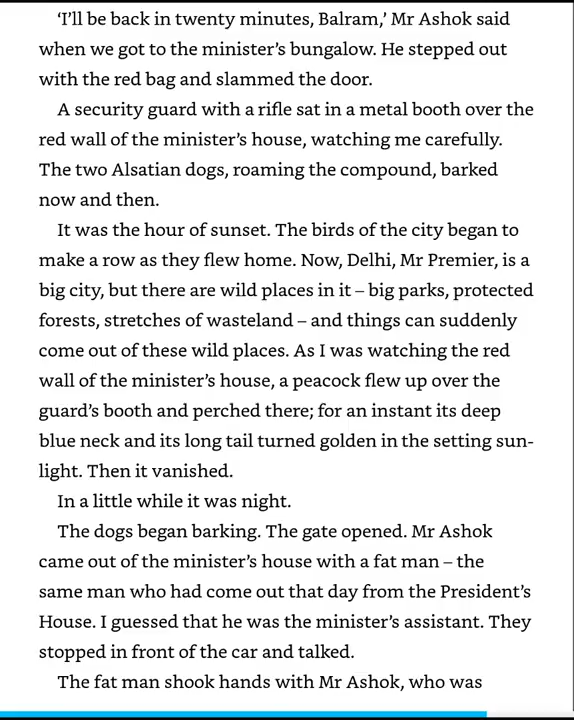 ‘I’ll be back in twenty minutes, Balram,’ Mr Ashok said
when we got to the minister’s bungalow. He stepped out
with the red bag and slammed the door.
A security guard with a rifle sat in a metal booth over the
red wall of the minister’s house, watching me carefully.
The two Alsatian dogs, roaming the compound, barked
now and then.
It was the hour of sunset. The birds of the city began to
make a row as they flew home. Now, Delhi, Mr Premier, is a
big city, but there are wild places in it – big parks, protected
forests, stretches of wasteland – and things can suddenly
come out of these wild places. As I was watching the red
wall of the minister’s house, a peacock flew up over the
guard’s booth and perched there; for an instant its deep
blue neck and its long tail turned golden in the setting sun-
light. Then it vanished.
In a little while it was night.
The dogs began barking. The gate opened. Mr Ashok
came out of the minister’s house with a fat man – the
same man who had come out that day from the President’s
House. I guessed that he was the minister’s assistant. They
stopped in front of the car and talked.
The fat man shook hands with Mr Ashok, who was